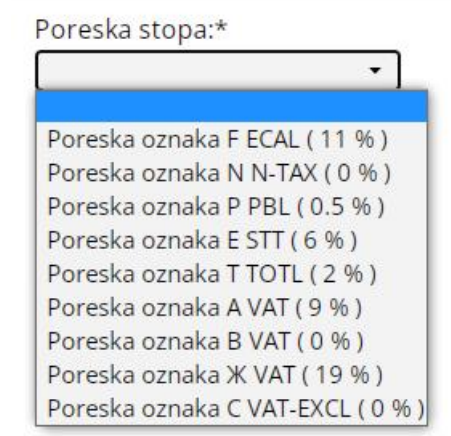 Poreska stopa:*
Poreska oznaka F ECAL ( 11 % )
Poreska oznaka N N-TAX ( 0 % )
Poreska oznaka P PBL ( 0.5 % )
Poreska oznaka E STT ( 6 % )
Poreska oznaka T TOTL ( 2 % )
Poreska oznaka A VAT ( 9 % )
Poreska oznaka B VAT ( 0 % )
Poreska oznaka Ж VAT ( 19 % )
Poreska oznaka C VAT-EXCL ( 0 % )